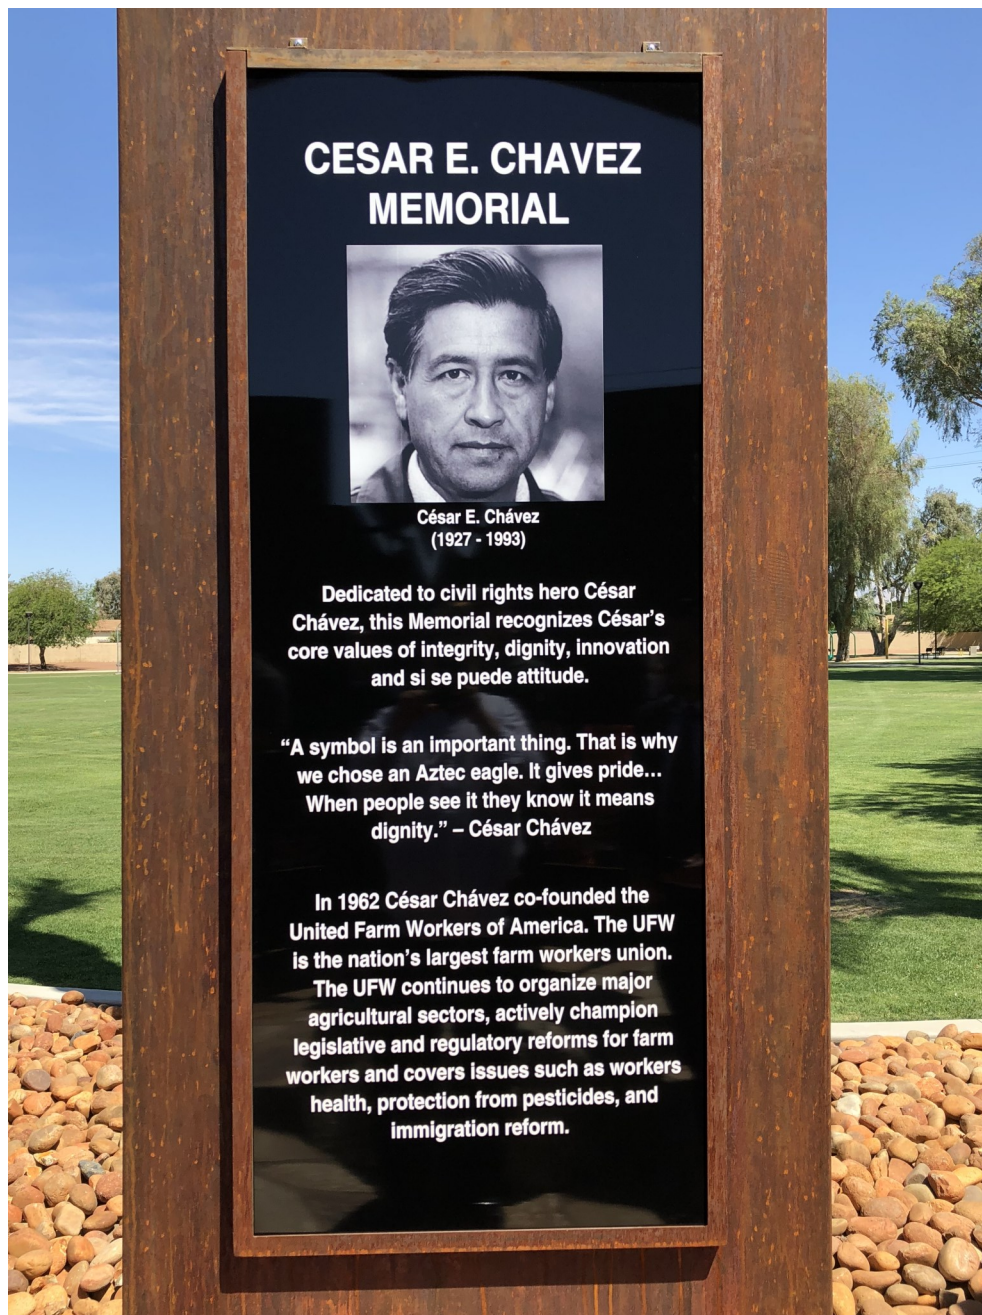 CESAR E. CHAVEZ
MEMORIAL
César E. Chávez
(1927 - 1993)
Dedicated to civil rights hero César
Chávez, this Memorial recognizes César’s
core values of integrity, dignity, innovation
and si se puede attitude.
“A symbol is an important thing. That is why
we chose an Aztec eagle. It gives pride...
When people see it they know it means
dignity.” – César Chávez
In 1962 César Chávez co-founded the
United Farm Workers of America. The UFW
is the nation’s largest farm workers union.
The UFW continues to organize major
agricultural sectors, actively champion
legislative and regulatory reforms for farm
workers and covers issues such as workers
health, protection from pesticides, and
immigration reform.